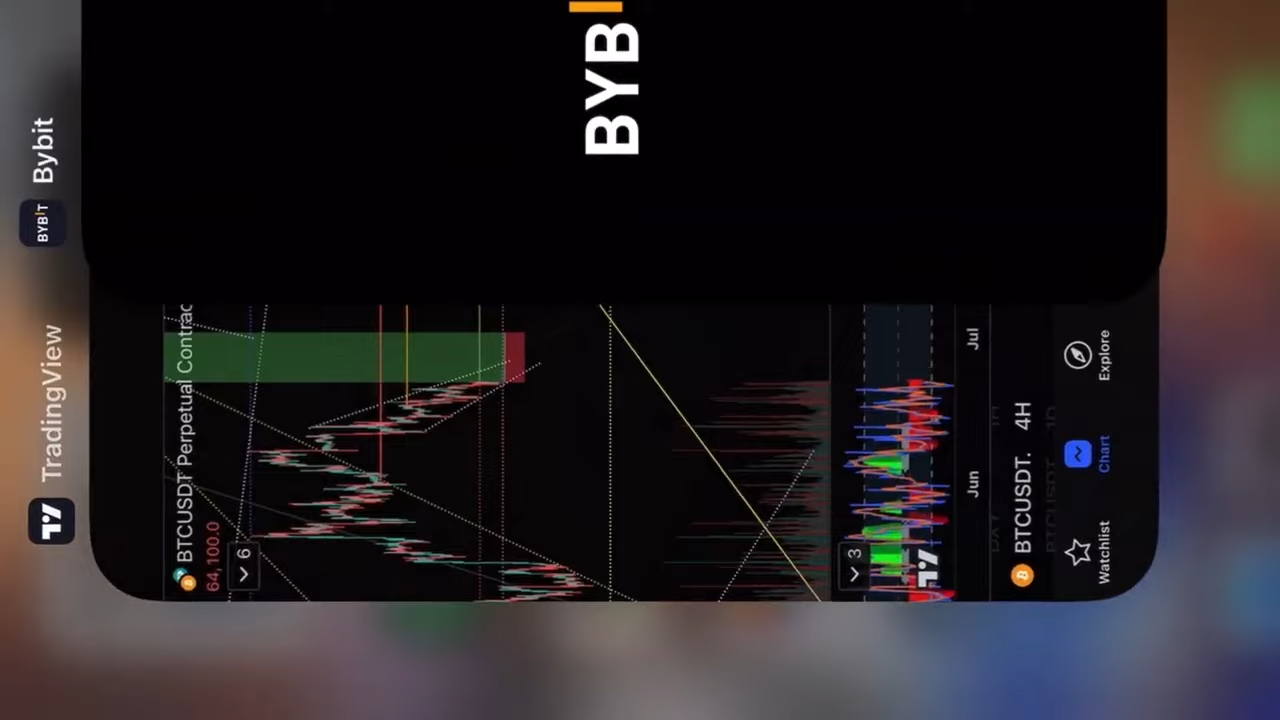 TradingView
BYBIT
Bybit
BYB
BTCUSDT Perpetual Contrac
64,100.0
6
3
Jun
Jul
BTCUSDT.
4H
Watchlist
Chart
Explore